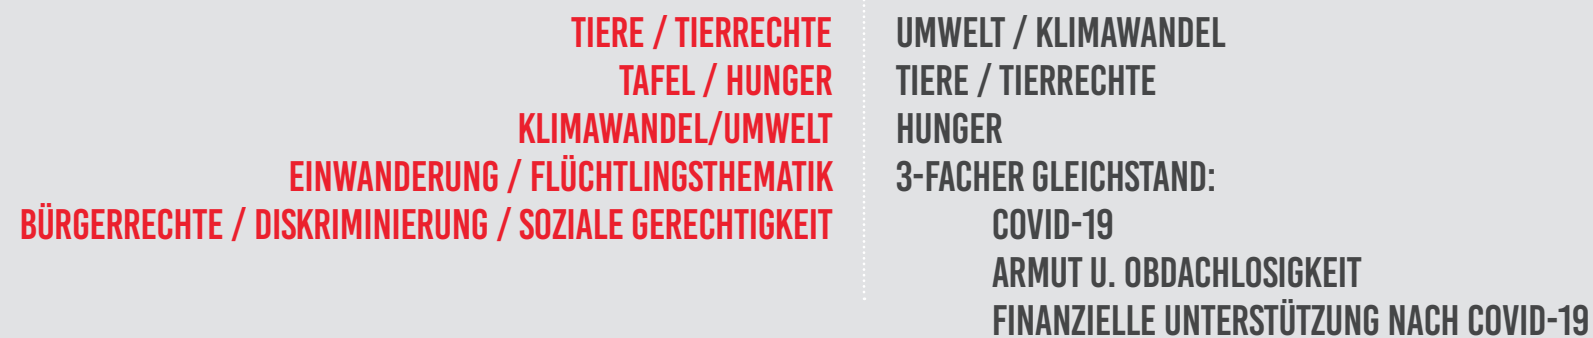 TIERE / TIERRECHTE
TAFEL / HUNGER
KLIMAWANDEL/UMWELT
EINWANDERUNG / FLÜCHTLINGSTHEMATIK
BÜRGERRECHTE / DISKRIMINIERUNG / SOZIALE GERECHTIGKEIT
UMWELT / KLIMAWANDEL
TIERE / TIERRECHTE
HUNGER
3-FACHER GLEICHSTAND:
COVID-19
ARMUT U. OBDACHLOSIGKEIT
FINANZIELLE UNTERSTÜTZUNG NACH COVID-19